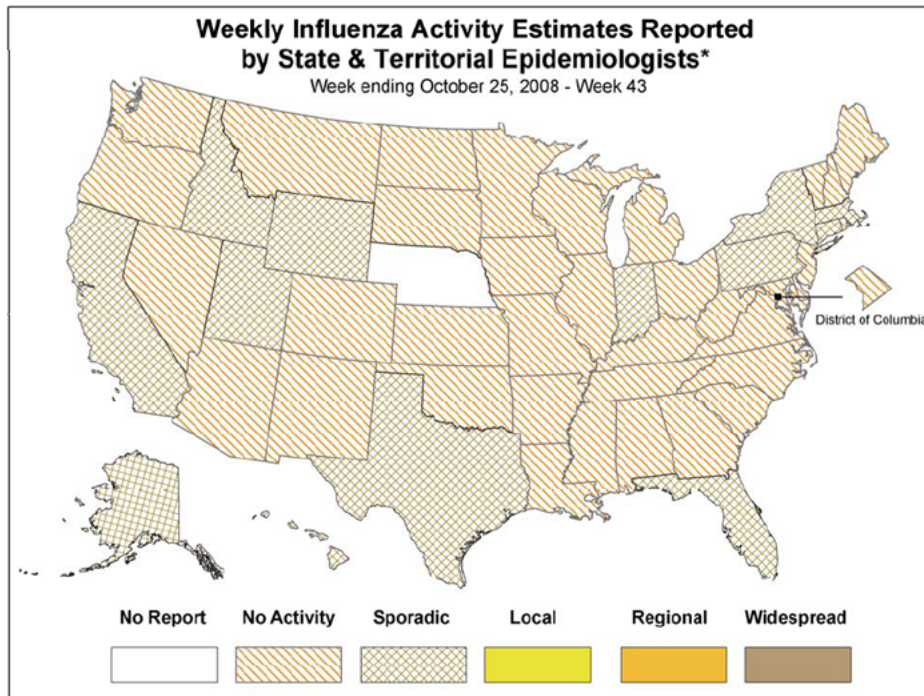 Weekly Influenza Activity Estimates Reported
by State & Territorial Epidemiologists*
Week ending October 25, 2008 - Week 43
District of Columbia
No Report
No Activity
Sporadic
Local
Regional
Widespread